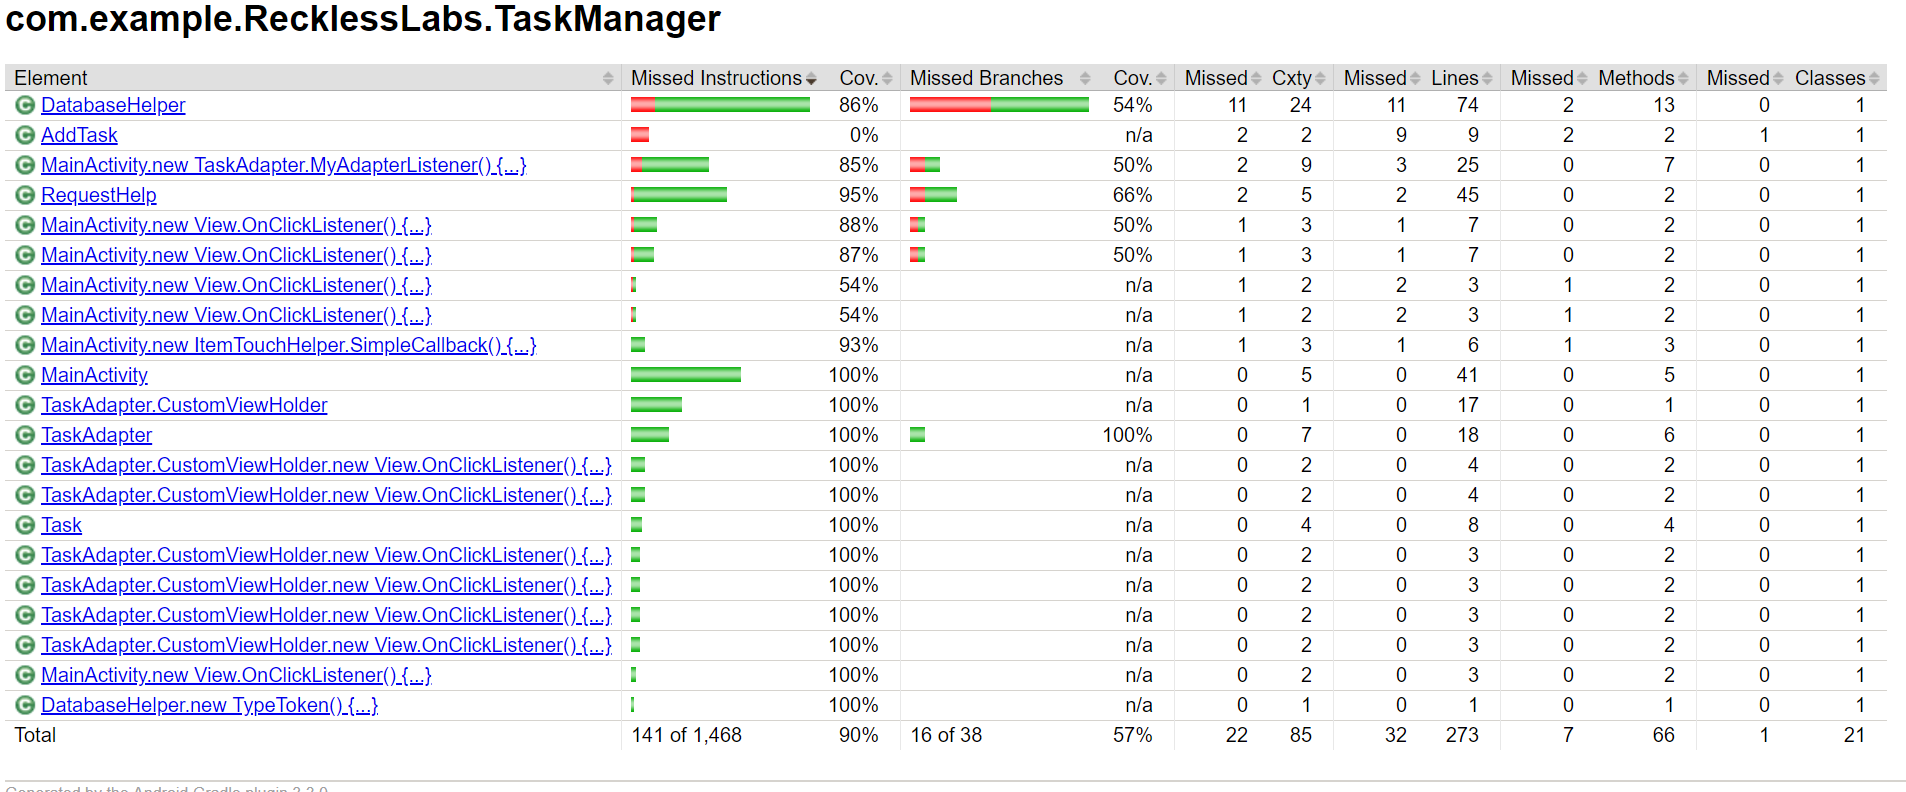 com.example.RecklessLabs.TaskManager
Element Missed Instructions Cov. Missed Branches Cov. Missed Cxty Missed Lines Missed Methods Missed Classes
C DatabaseHelper 86% 54% 11 24 11 74 2 13 0 1
C AddTask 0% n/a 2 2 9 9 2 2 1 1
C MainActivity.new TaskAdapter.MyAdapterListener() {...} 85% 50% 2 9 3 25 0 7 0 1
C RequestHelp 95% 66% 2 5 2 45 0 2 0 1
C MainActivity.new View.OnClickListener() {...} 88% 50% 1 3 1 7 0 2 0 1
C MainActivity.new View.OnClickListener() {...} 87% 50% 1 3 1 7 0 2 0 1
C MainActivity.new View.OnClickListener() {...} 54% n/a 1 2 2 3 1 2 0 1
C MainActivity.new View.OnClickListener() {...} 54% n/a 1 2 2 3 1 2 0 1
C MainActivity.new ItemTouchHelper.SimpleCallback() {...} 93% n/a 1 3 1 6 1 3 0 1
C MainActivity 100% n/a 0 5 0 41 0 5 0 1
C TaskAdapter.CustomViewHolder 100% n/a 0 1 0 17 0 1 0 1
C TaskAdapter 100% 100% 0 7 0 18 0 6 0 1
C TaskAdapter.CustomViewHolder.new View.OnClickListener() {...} 100% n/a 0 2 0 4 0 2 0 1
C TaskAdapter.CustomViewHolder.new View.OnClickListener() {...} 100% n/a 0 2 0 4 0 2 0 1
C Task 100% n/a 0 4 0 8 0 4 0 1
C TaskAdapter.CustomViewHolder.new View.OnClickListener() {...} 100% n/a 0 2 0 3 0 2 0 1
C TaskAdapter.CustomViewHolder.new View.OnClickListener() {...} 100% n/a 0 2 0 3 0 2 0 1
C TaskAdapter.CustomViewHolder.new View.OnClickListener() {...} 100% n/a 0 2 0 3 0 2 0 1
C TaskAdapter.CustomViewHolder.new View.OnClickListener() {...} 100% n/a 0 2 0 3 0 2 0 1
C MainActivity.new View.OnClickListener() {...} 100% n/a 0 2 0 3 0 2 0 1
C DatabaseHelper.new TypeToken() {...} 100% n/a 0 1 0 1 0 1 0 1
Total 141 of 1,468 90% 16 of 38 57% 22 85 32 273 7 66 1 21
Generated by the Android Gradle plugin 3.3.0